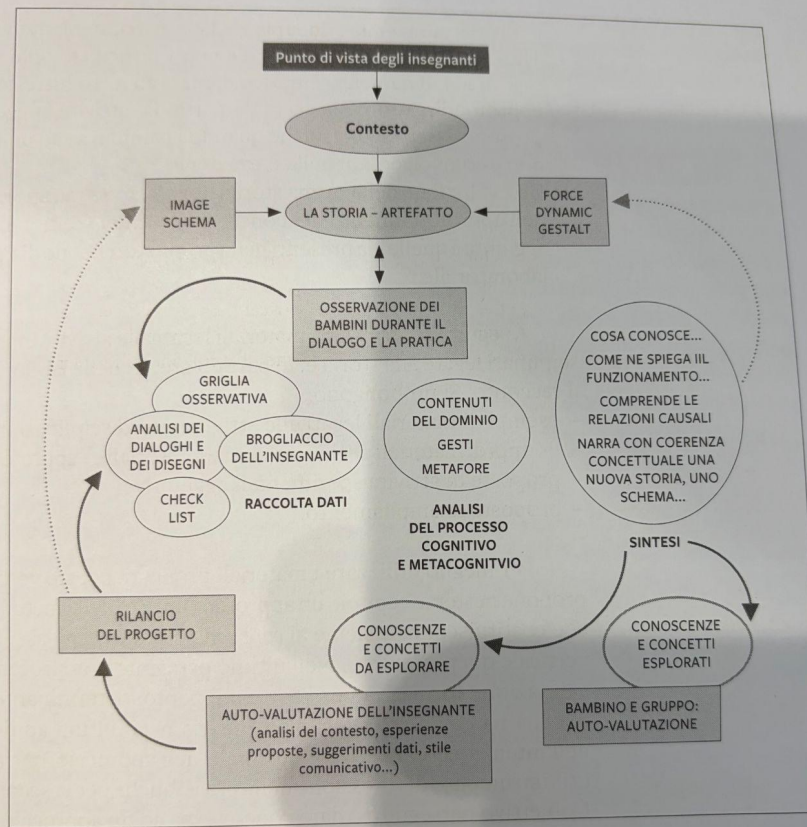 Punto di vista degli insegnanti
Contesto
IMAGE
SCHEMA
LA STORIA – ARTEFATTO
FORCE
DYNAMIC
GESTALT
OSSERVAZIONE DEI
BAMBINI DURANTE IL
DIALOGO E LA PRATICA
GRIGLIA
OSSERVATIVA
ANALISI DEI
DIALOGHI E
DEI DISEGNI
BROGLIACCIO
DELL'INSEGNANTE
CHECK
LIST
RACCOLTA DATI
CONTENUTI
DEL DOMINIO
GESTI
METAFORE
ANALISI
DEL PROCESSO
COGNITIVO
E METACOGNITVIO
COSA CONOSCE...
COME NE SPIEGA IIL
FUNZIONAMENTO...
COMPRENDE LE
RELAZIONI CAUSALI
NARRA CON COERENZA
CONCETTUALE UNA
NUOVA STORIA, UNO
SCHEMA...
SINTESI
RILANCIO
DEL PROGETTO
CONOSCENZE
E CONCETTI
DA ESPLORARE
CONOSCENZE
E CONCETTI
ESPLORATI
AUTO-VALUTAZIONE DELL'INSEGNANTE
(analisi del contesto, esperienze
proposte, suggerimenti dati, stile
comunicativo...)
BAMBINO E GRUPPO:
AUTO-VALUTAZIONE